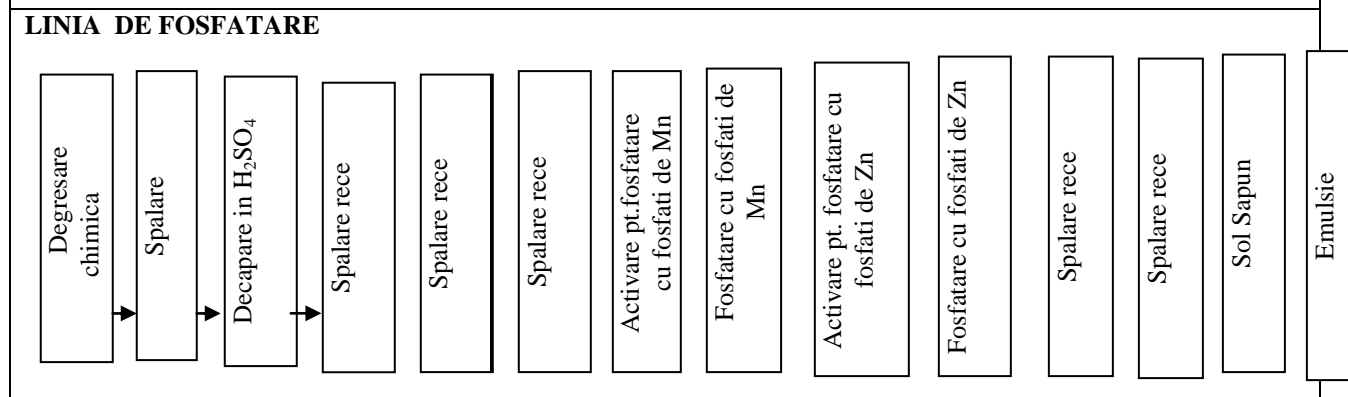 LINIA DE FOSFATARE
Degresare
chimica
Spalare
Decapare in H₂SO₄
Spalare rece
Spalare rece
Spalare rece
Activare pt.fosfatare
cu fosfati de Mn
Fosfatare cu fosfati de
Mn
Activare pt. fosfatare cu
fosfati de Zn
Fosfatare cu fosfati de Zn
Spalare rece
Spalare rece
Sol Sapun
Emulsie